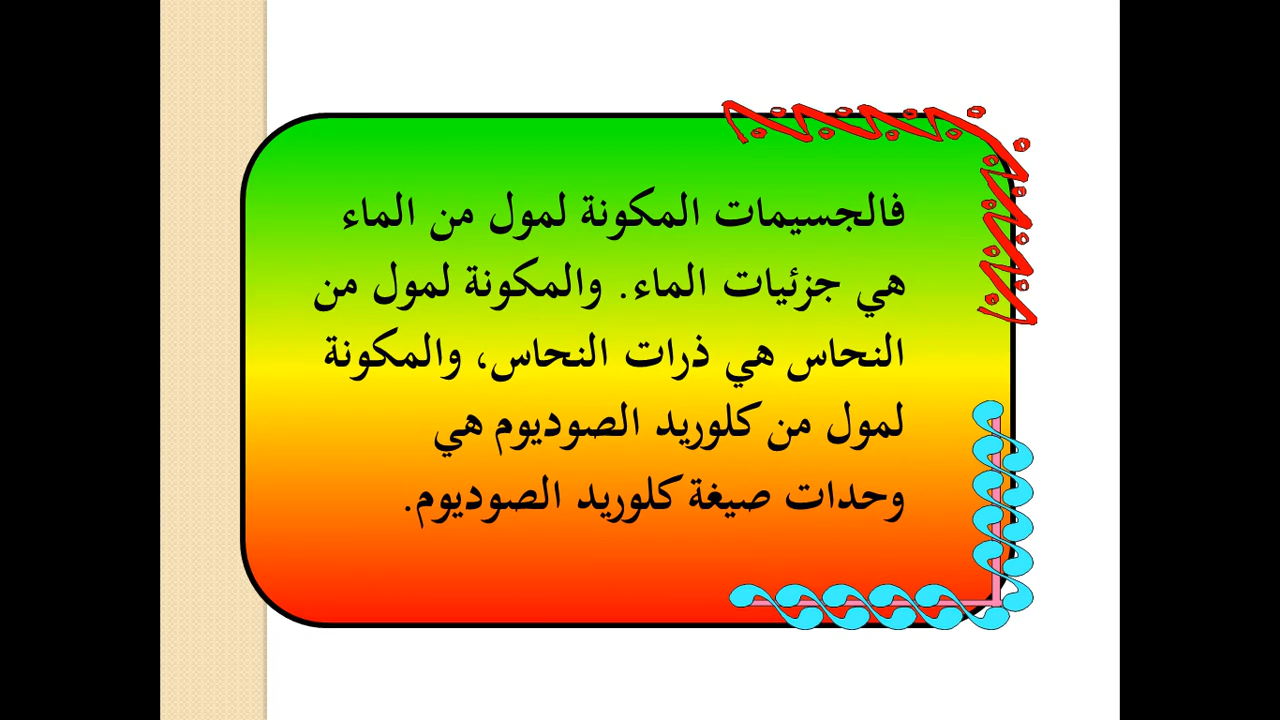 فالجسيمات المكونة لمول من الماء
هي جزئيات الماء. والمكونة لمول من
النحاس هي ذرات النحاس، والمكونة
لمول من كلوريد الصوديوم هي
وحدات صيغة كلوريد الصوديوم.